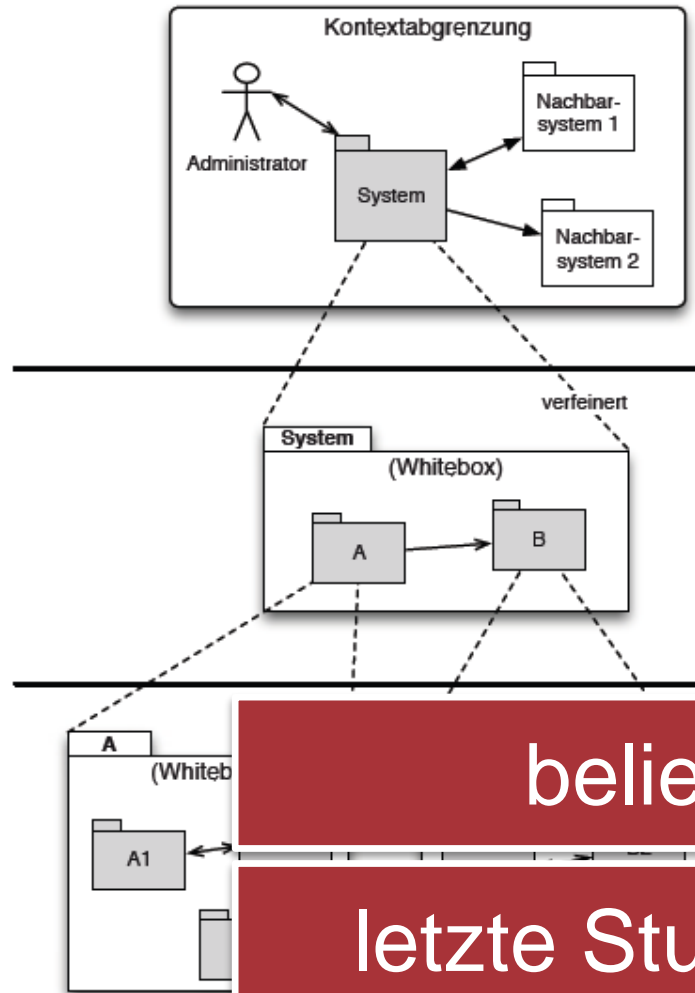 Kontextabgrenzung
Administrator
System
Nachbar-
system 1
Nachbar-
system 2
verfeinert
System
(Whitebox)
A
B
A
(Whiteb
A1
belie
letzte Stu